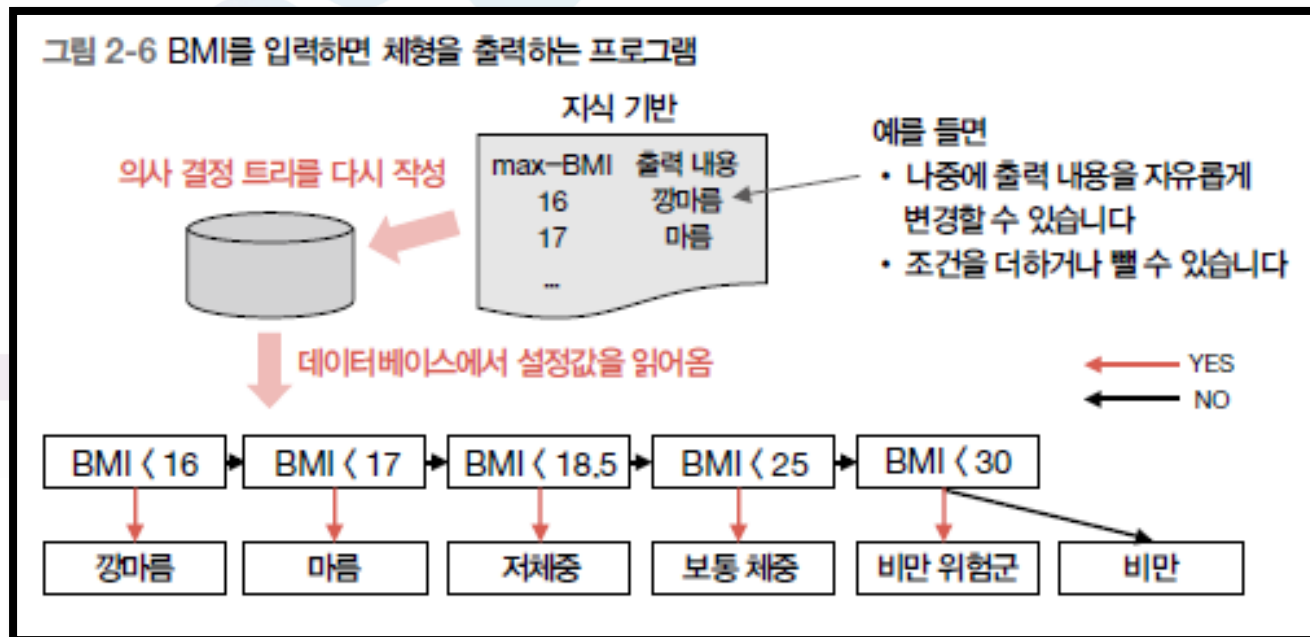 그림 2-6 BMI를 입력하면 체형을 출력하는 프로그램
지식 기반
의사 결정 트리를 다시 작성
max-BMI 출력 내용
16 깡마름
17 마름
...
예를 들면
• 나중에 출력 내용을 자유롭게
변경할 수 있습니다
• 조건을 더하거나 뺄 수 있습니다
데이터베이스에서 설정값을 읽어옴
YES
NO
BMI < 16
BMI < 17
BMI < 18.5
BMI < 25
BMI < 30
깡마름
마름
저체중
보통 체중
비만 위험군
비만